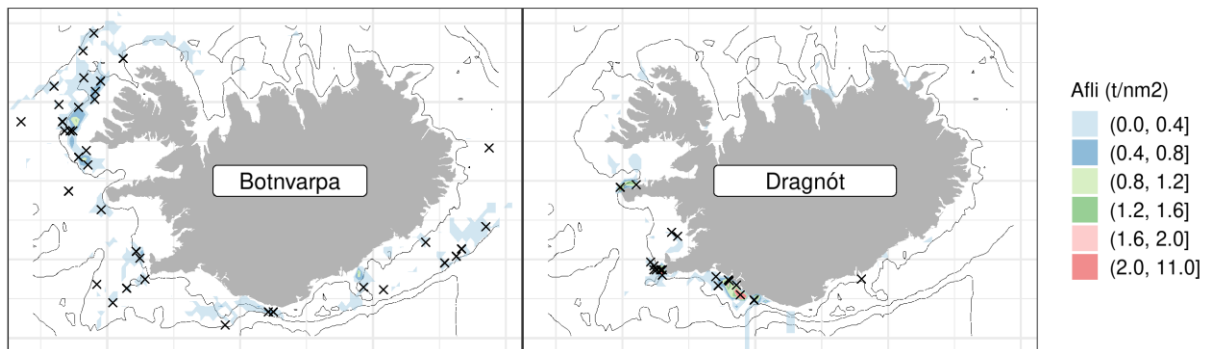 Botnvarpa
Dragnót
Afli (t/nm2)
(0.0, 0.4]
(0.4, 0.8]
(0.8, 1.2]
(1.2, 1.6]
(1.6, 2.0]
(2.0, 11.0]